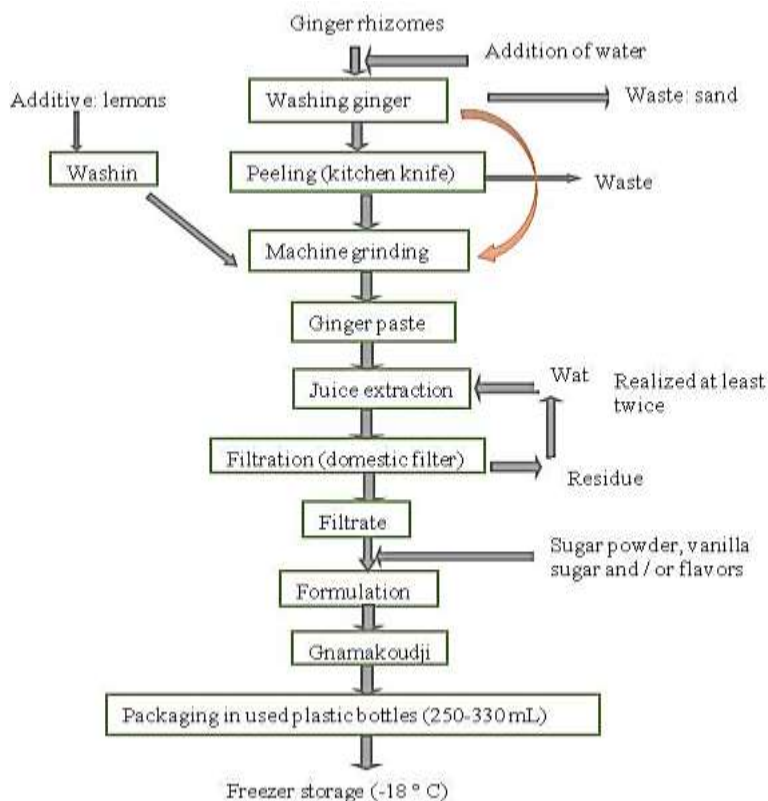 Ginger rhizomes
Addition of water
Washing ginger
Waste: sand
Additive: lemons
Washin
Peeling (kitchen knife)
Waste
Machine grinding
Ginger paste
Juice extraction
Wat
Realized at least
twice
Filtration (domestic filter)
Residue
Filtrate
Sugar powder, vanilla
sugar and / or flavors
Formulation
Gnamakoudji
Packaging in used plastic bottles (250-330 mL)
Freezer storage (-18 ° C)